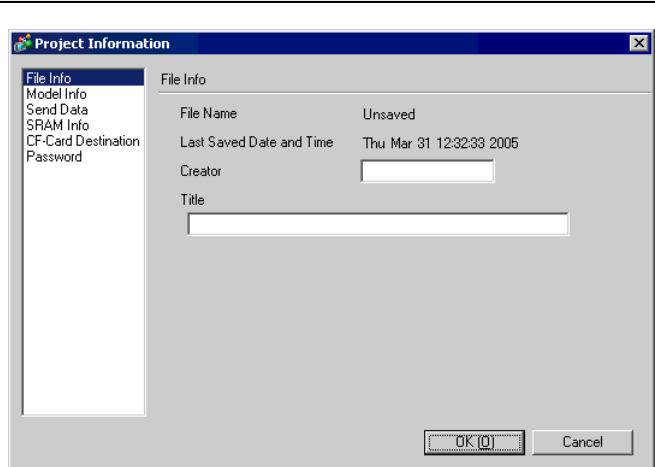 Project Information
File Info
Model Info
Send Data
SRAM Info
CF-Card Destination
Password
File Info
File Name Unsaved
Last Saved Date and Time Thu Mar 31 12:32:33 2005
Creator
Title
OK (O) Cancel